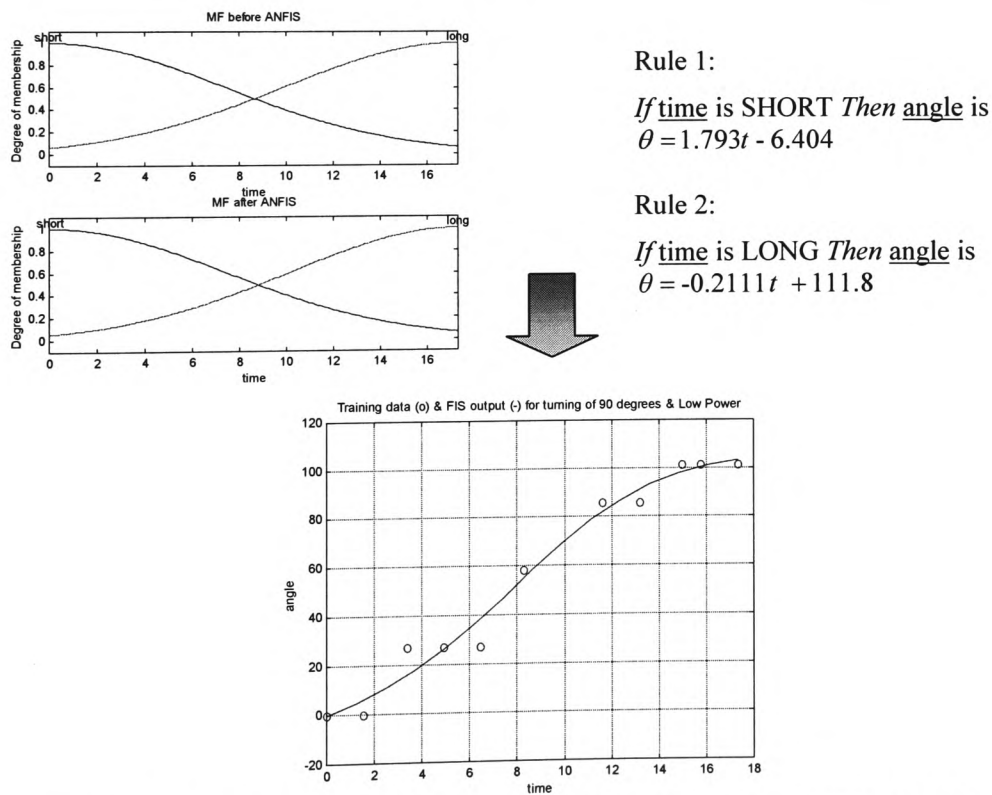 MF before ANFIS
short
long
1
0.8
0.6
0.4
0.2
0
Degree of membership
0 2 4 6 8 10 12 14 16
time
MF after ANFIS
short
long
1
0.8
0.6
0.4
0.2
0
Degree of membership
0 2 4 6 8 10 12 14 16
time
Rule 1:
If time is SHORT Then angle is
θ = 1.793t - 6.404
Rule 2:
If time is LONG Then angle is
θ = -0.2111t + 111.8
Training data (o) & FIS output (-) for turning of 90 degrees & Low Power
120
100
80
60
40
20
0
-20
angle
0 2 4 6 8 10 12 14 16 18
time